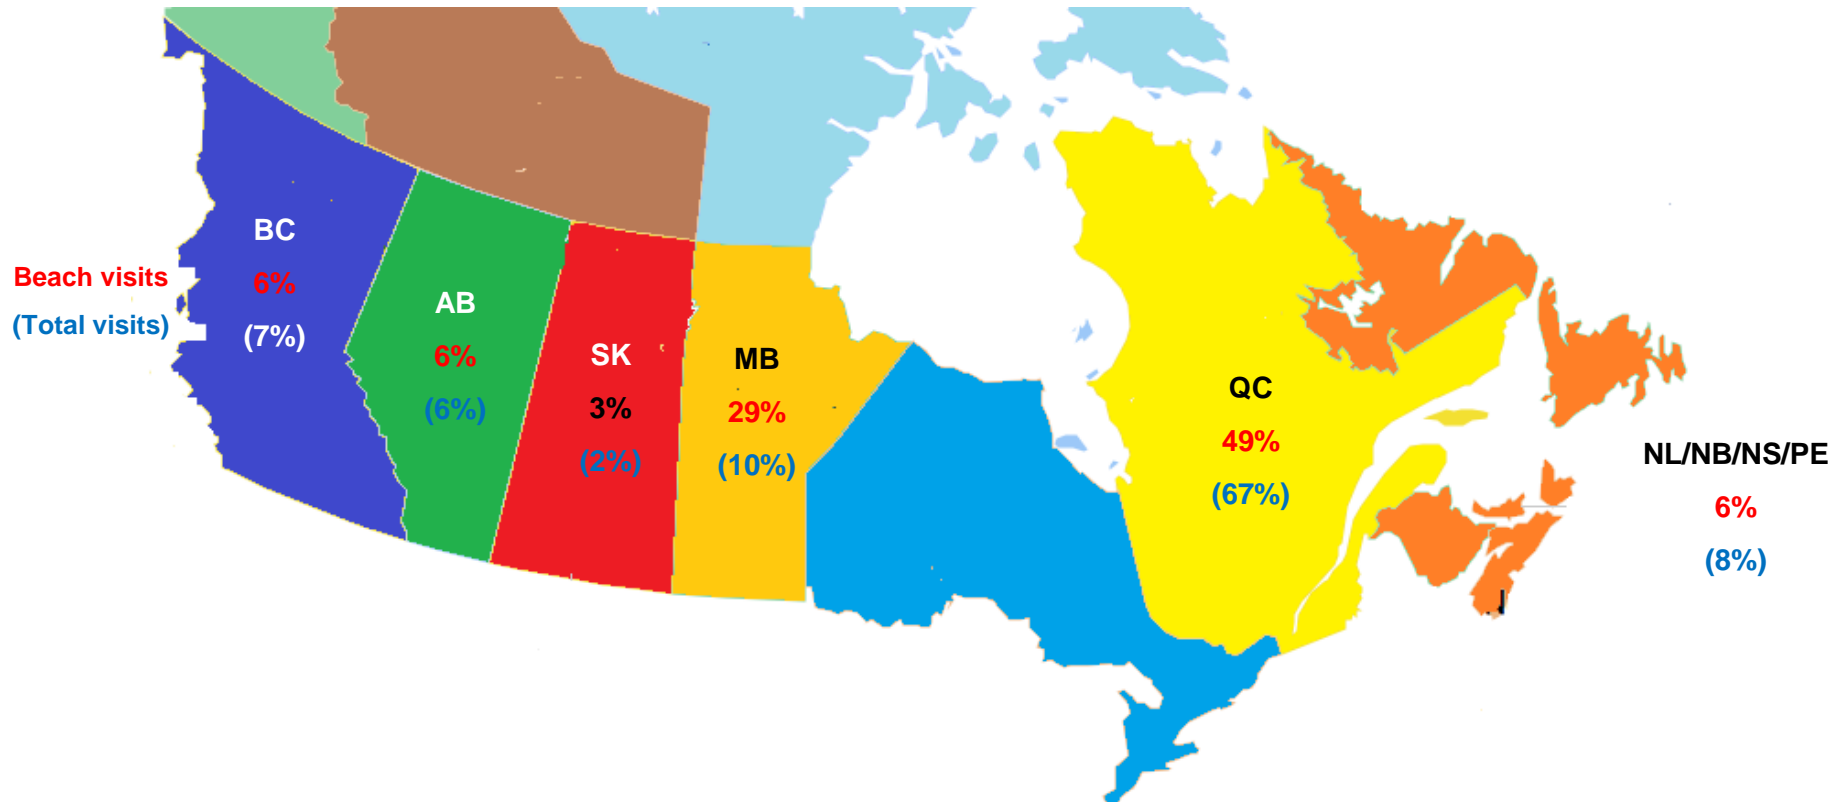 Beach visits
(Total visits)
BC
6%
(7%)
AB
6%
(6%)
SK
3%
(2%)
MB
29%
(10%)
QC
49%
(67%)
NL/NB/NS/PE
6%
(8%)